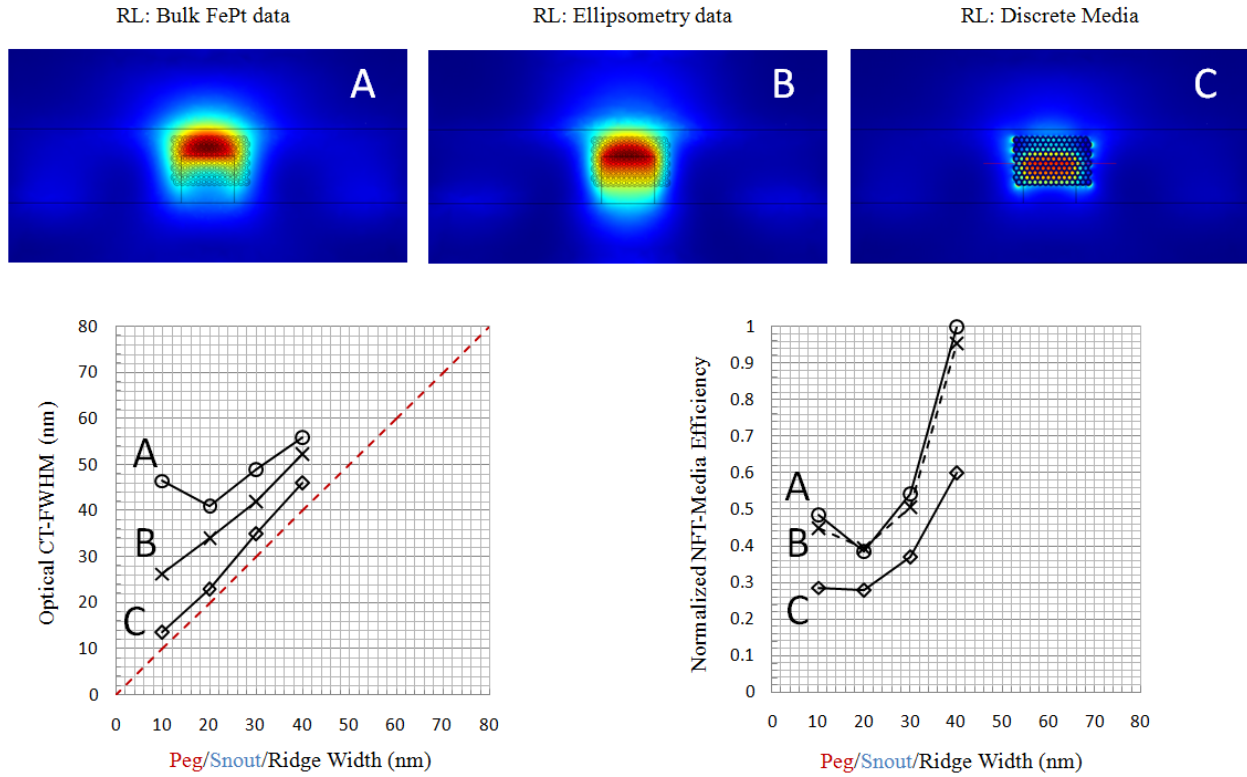 RL: Bulk FePt data
RL: Ellipsometry data
RL: Discrete Media
A
B
C
Optical CT-FWHM (nm)
80
70
60
50
40
30
20
10
0
A
B
C
0 10 20 30 40 50 60 70 80
Peg/Snout/Ridge Width (nm)
Normalized NFT-Media Efficiency
1
0.9
0.8
0.7
0.6
0.5
0.4
0.3
0.2
0.1
0
A
B
C
0 10 20 30 40 50 60 70 80
Peg/Snout/Ridge Width (nm)